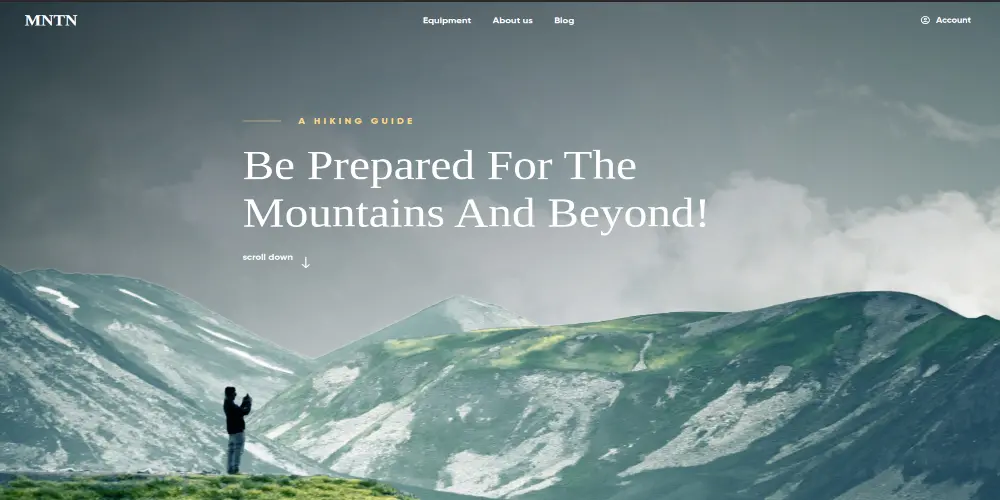 MNTN
Equipment About us Blog
Account
A HIKING GUIDE
Be Prepared For The
Mountains And Beyond!
scroll down